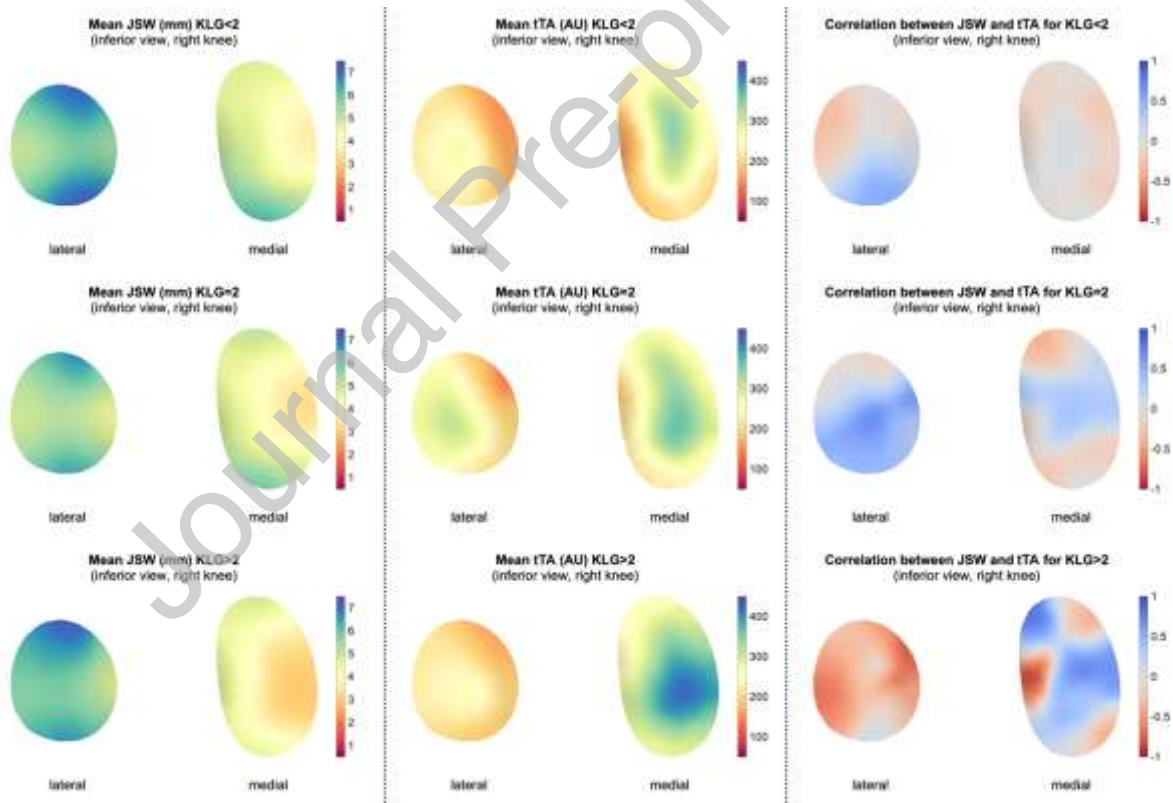 Mean JSW (mm) KLG<2
(inferior view, right knee)
7
6
5
4
3
2
1
lateral
medial
Mean tTA (AU) KLG<2
(inferior view, right knee)
400
300
200
100
lateral
medial
Correlation between JSW and tTA for KLG<2
(inferior view, right knee)
1
0.5
0
-0.5
-1
lateral
medial
Mean JSW (mm) KLG=2
(inferior view, right knee)
7
6
5
4
3
2
1
lateral
medial
Mean tTA (AU) KLG=2
(inferior view, right knee)
400
300
200
100
lateral
medial
Correlation between JSW and tTA for KLG=2
(inferior view, right knee)
1
0.5
0
-0.5
-1
lateral
medial
Mean JSW (mm) KLG>2
(inferior view, right knee)
7
6
5
4
3
2
1
lateral
medial
Mean tTA (AU) KLG>2
(inferior view, right knee)
400
300
200
100
lateral
medial
Correlation between JSW and tTA for KLG>2
(inferior view, right knee)
1
0.5
0
-0.5
-1
lateral
medial
Journal Pre-pr